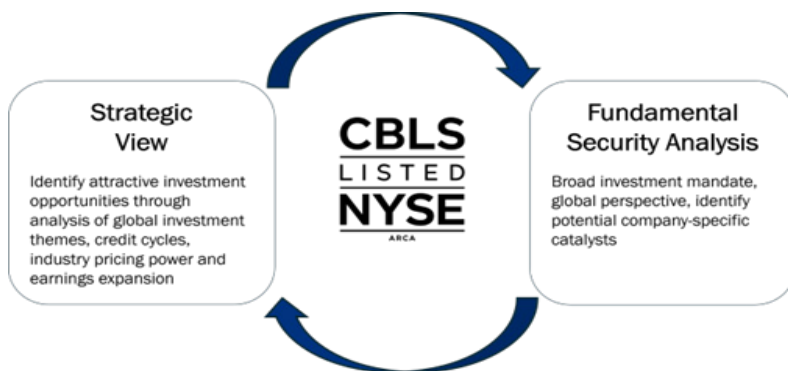 Strategic
View
Identify attractive investment
opportunities through
analysis of global investment
themes, credit cycles,
industry pricing power and
earnings expansion
CBLS
LISTED
NYSE
ARCA
Fundamental
Security Analysis
Broad investment mandate,
global perspective, identify
potential company-specific
catalysts